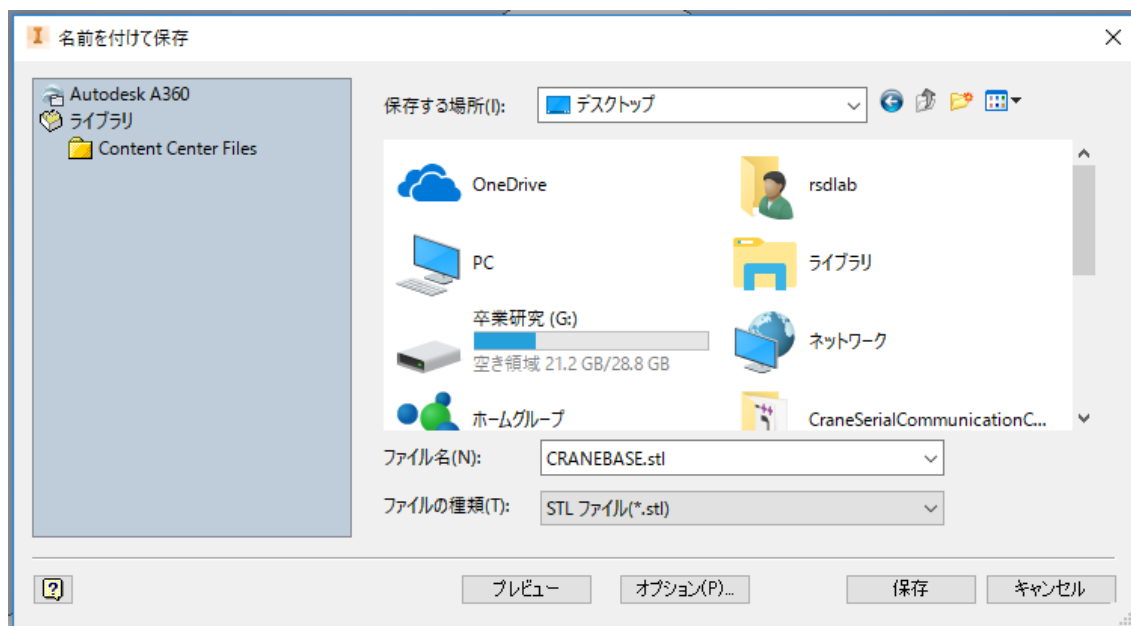 名前を付けて保存
Autodesk A360
ライブラリ
Content Center Files
保存する場所(I):
デスクトップ
OneDrive
rsdlab
PC
ライブラリ
卒業研究 (G:)
空き領域 21.2 GB/28.8 GB
ネットワーク
ホームグループ
CraneSerialCommunicationC...
ファイル名(N):
CRANEBASE.stl
ファイルの種類(T):
STL ファイル(*.stl)
プレビュー
オプション(P)...
保存
キャンセル